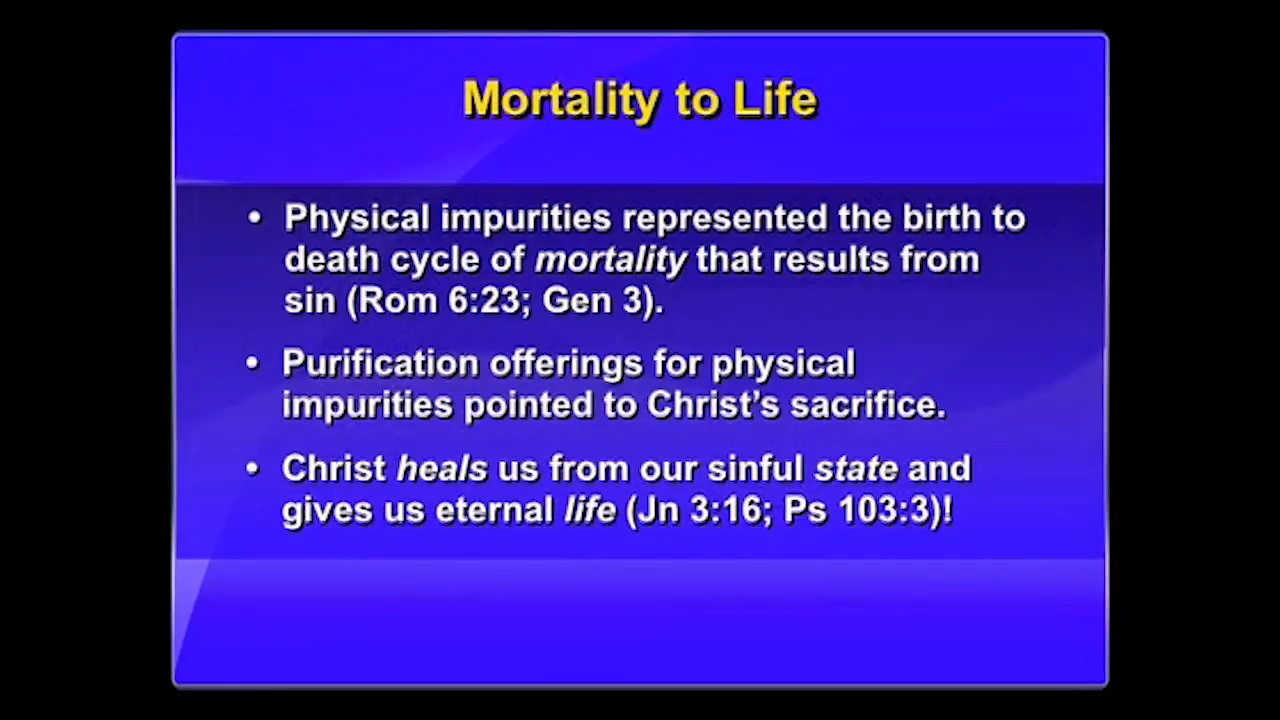 Mortality to Life
• Physical impurities represented the birth to
death cycle of mortality that results from
sin (Rom 6:23; Gen 3).
• Purification offerings for physical
impurities pointed to Christ’s sacrifice.
• Christ heals us from our sinful state and
gives us eternal life (Jn 3:16; Ps 103:3)!